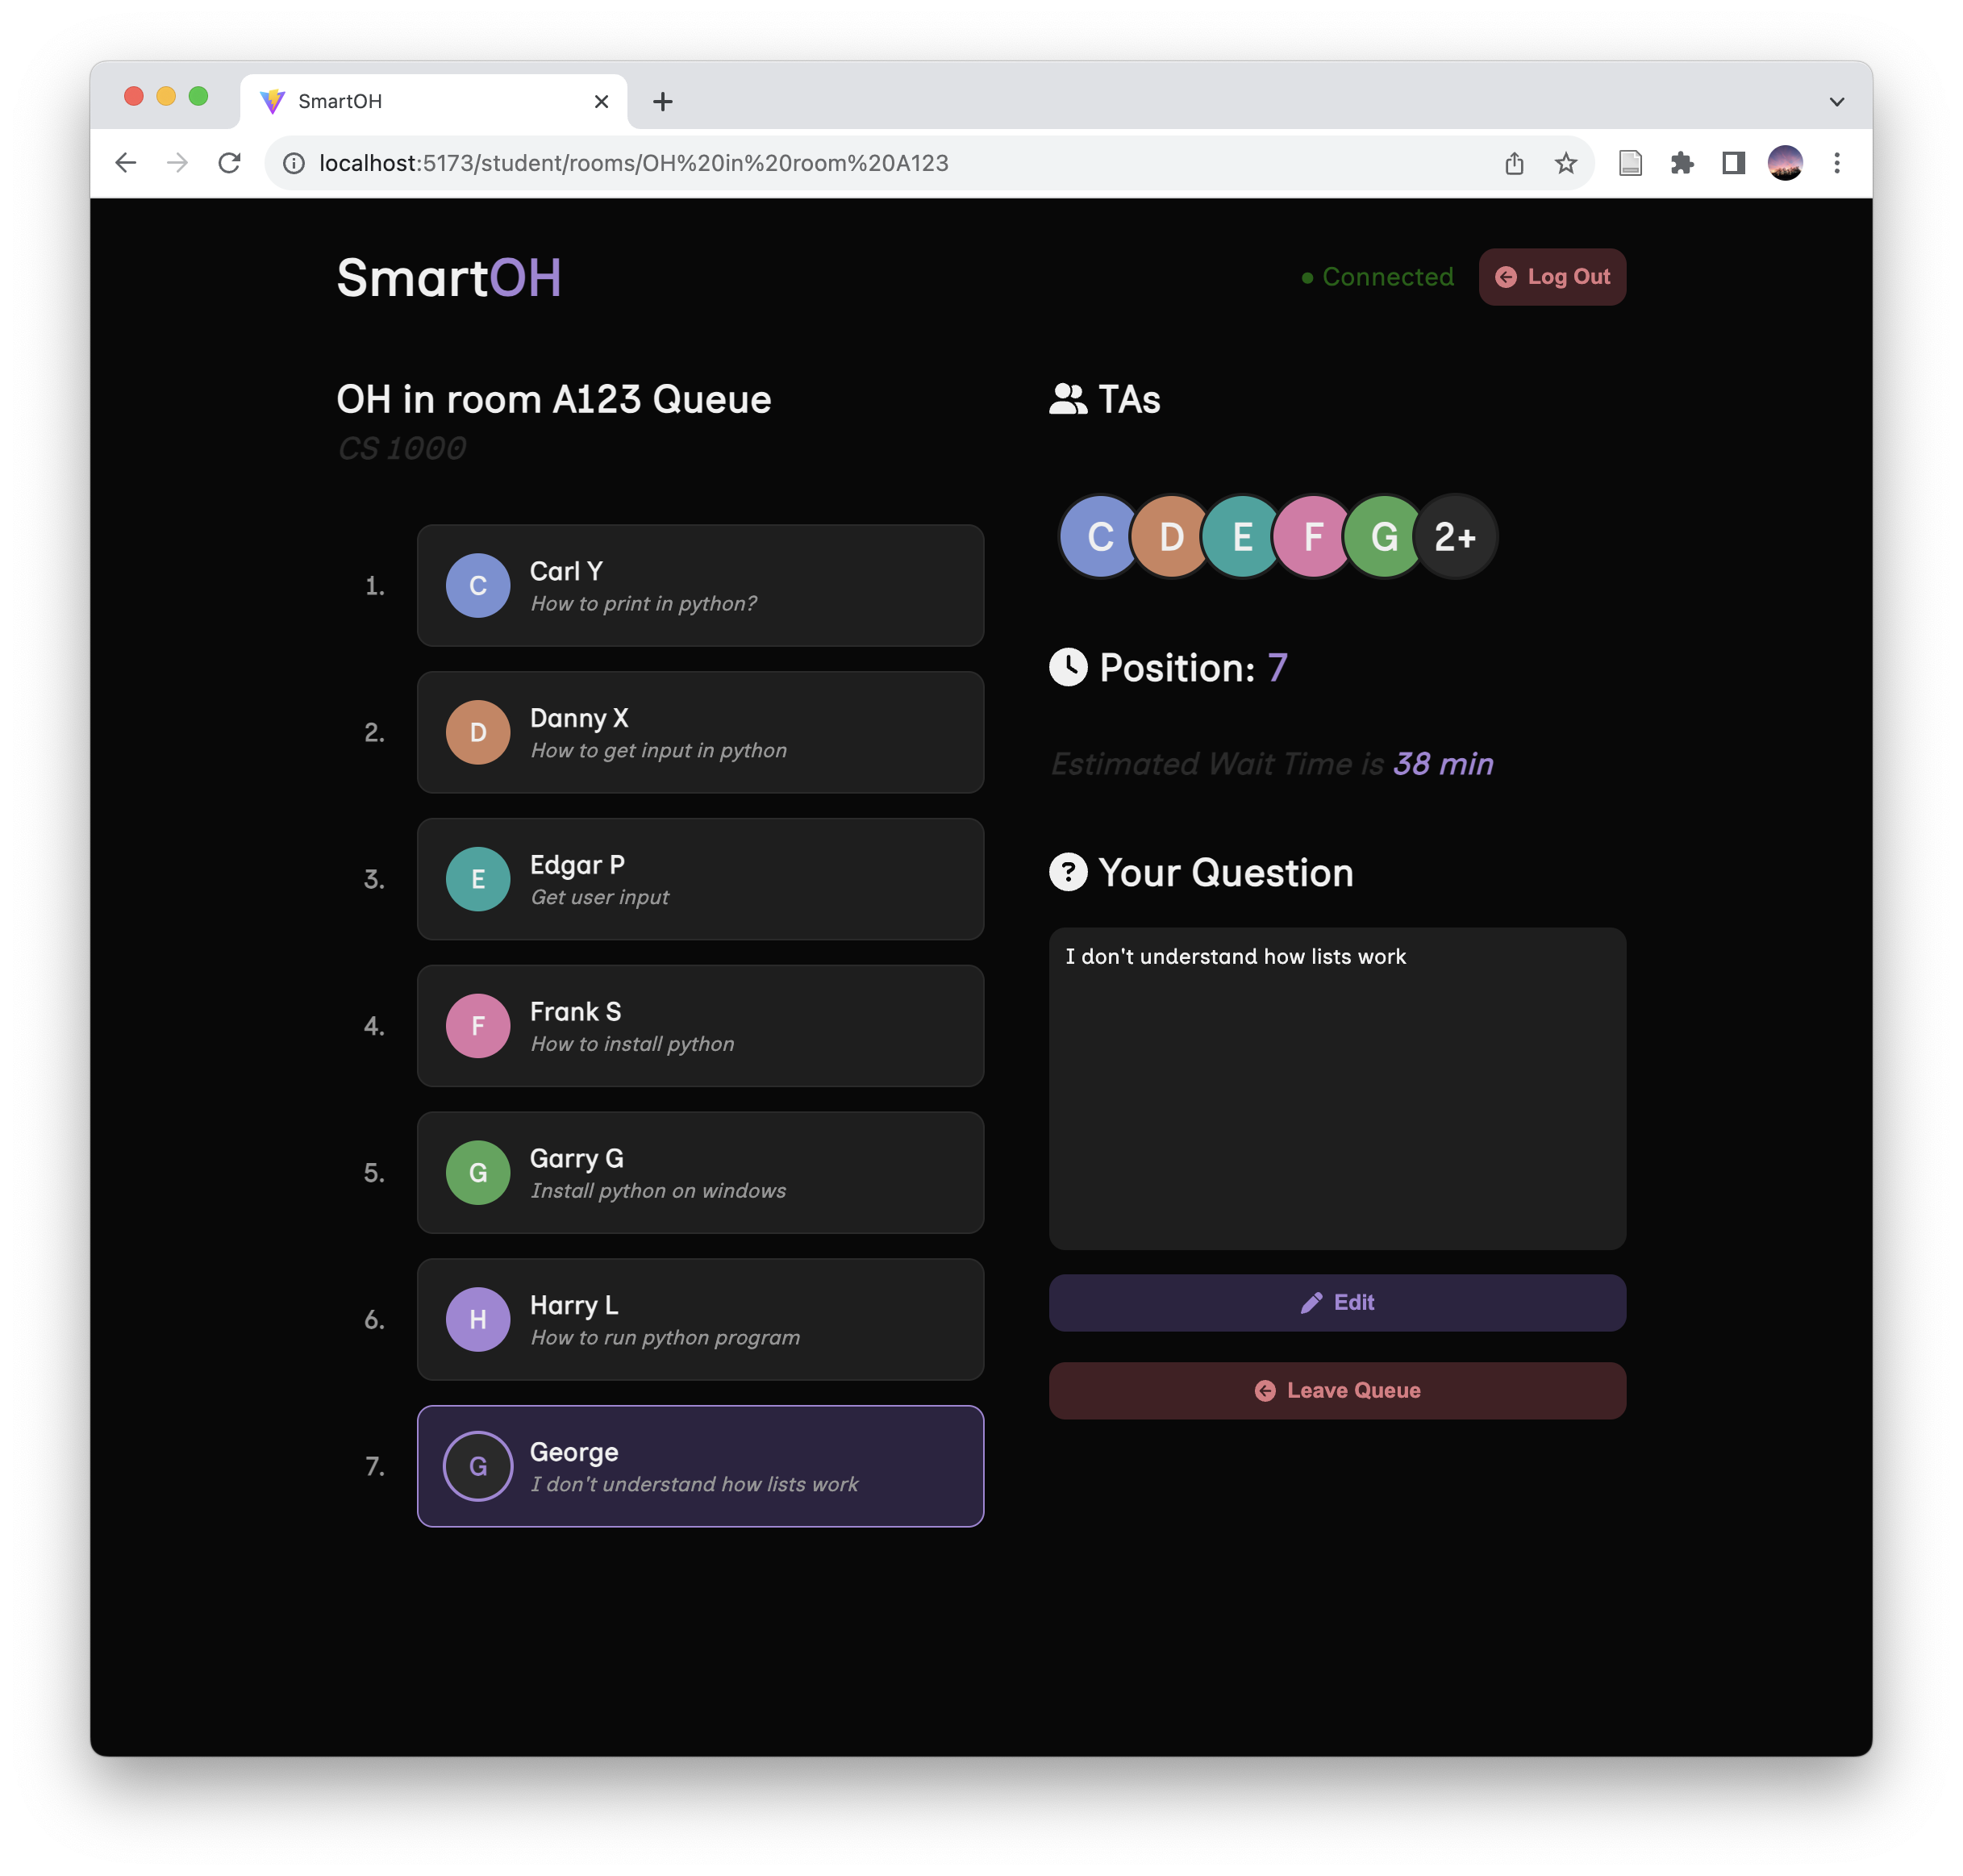 SmartOH
localhost:5173/student/rooms/OH%20in%20room%20A123
SmartOH
Connected
Log Out
OH in room A123 Queue
CS 1000
1.
C
Carl Y
How to print in python?
2.
D
Danny X
How to get input in python
3.
E
Edgar P
Get user input
4.
F
Frank S
How to install python
5.
G
Garry G
Install python on windows
6.
H
Harry L
How to run python program
7.
G
George
I don't understand how lists work
TAs
C D E F G 2+
Position: 7
Estimated Wait Time is 38 min
? Your Question
I don't understand how lists work
Edit
Leave Queue